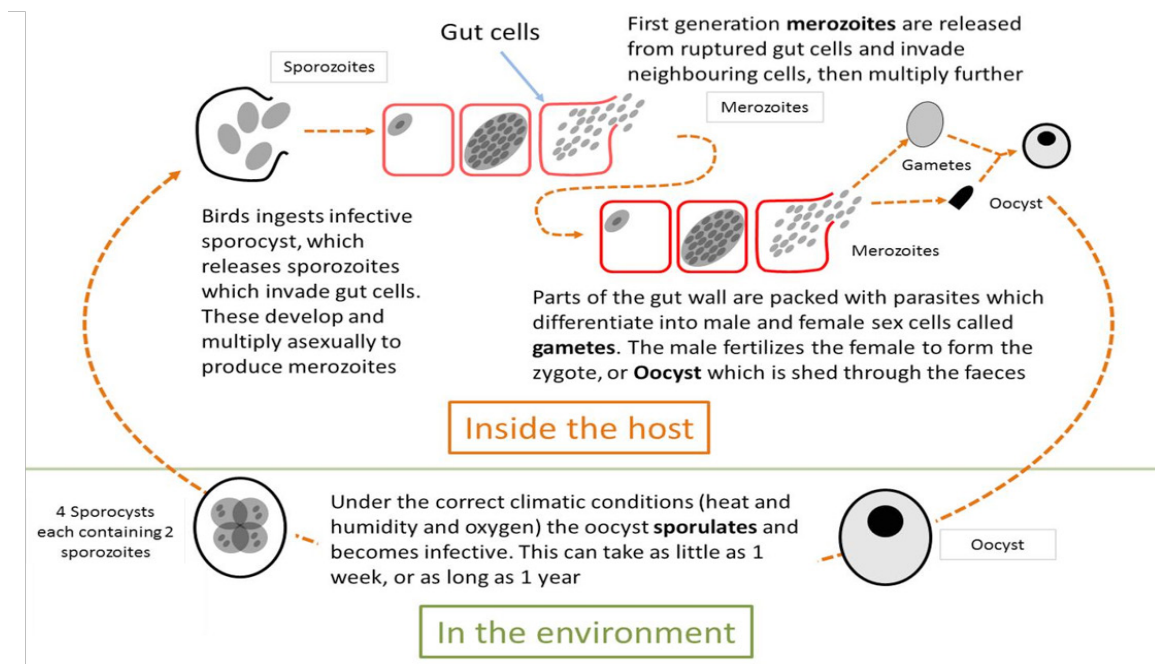 Gut cells
First generation merozoites are released
from ruptured gut cells and invade
neighbouring cells, then multiply further
Sporozoites
Merozoites
Gametes
Oocyst
Merozoites
Birds ingests infective
sporocyst, which
releases sporozoites
which invade gut cells.
These develop and
multiply asexually to
produce merozoites
Parts of the gut wall are packed with parasites which
differentiate into male and female sex cells called
gametes. The male fertilizes the female to form the
zygote, or Oocyst which is shed through the faeces
Inside the host
4 Sporocysts
each containing 2
sporozoites
Under the correct climatic conditions (heat and
humidity and oxygen) the oocyst sporulates and
becomes infective. This can take as little as 1
week, or as long as 1 year
Oocyst
In the environment